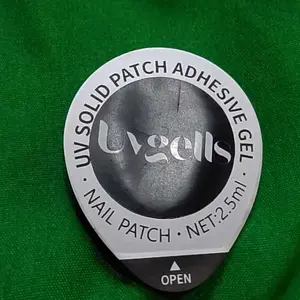 UV SOLID PATCH ADHESIVE GEL
Uvgells
· NAIL PATCH · NET:2.5ml ·
▲
OPEN